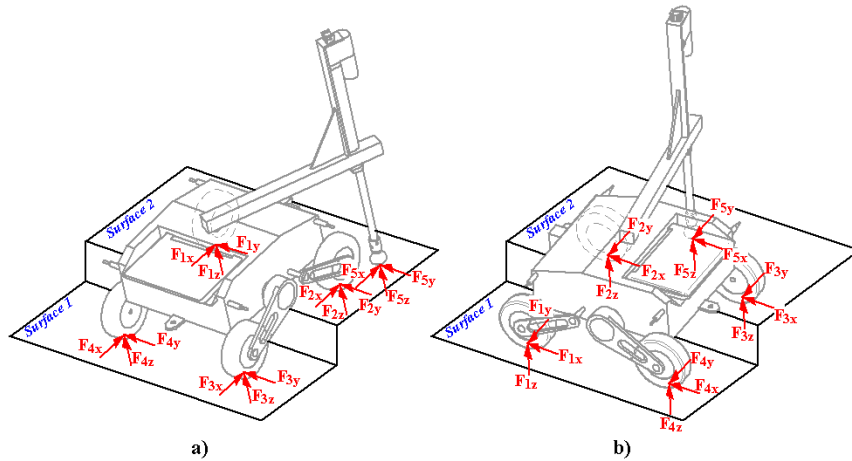 Surface 2
Surface 1
F1x
F1y
F1z
F5x
F5y
F5z
F2x
F2y
F2z
F4x
F4y
F4z
F3x
F3y
F3z
a)
Surface 2
Surface 1
F2y
F2x
F2z
F5y
F5x
F5z
F3y
F3x
F3z
F1y
F1x
F1z
F4y
F4x
F4z
b)